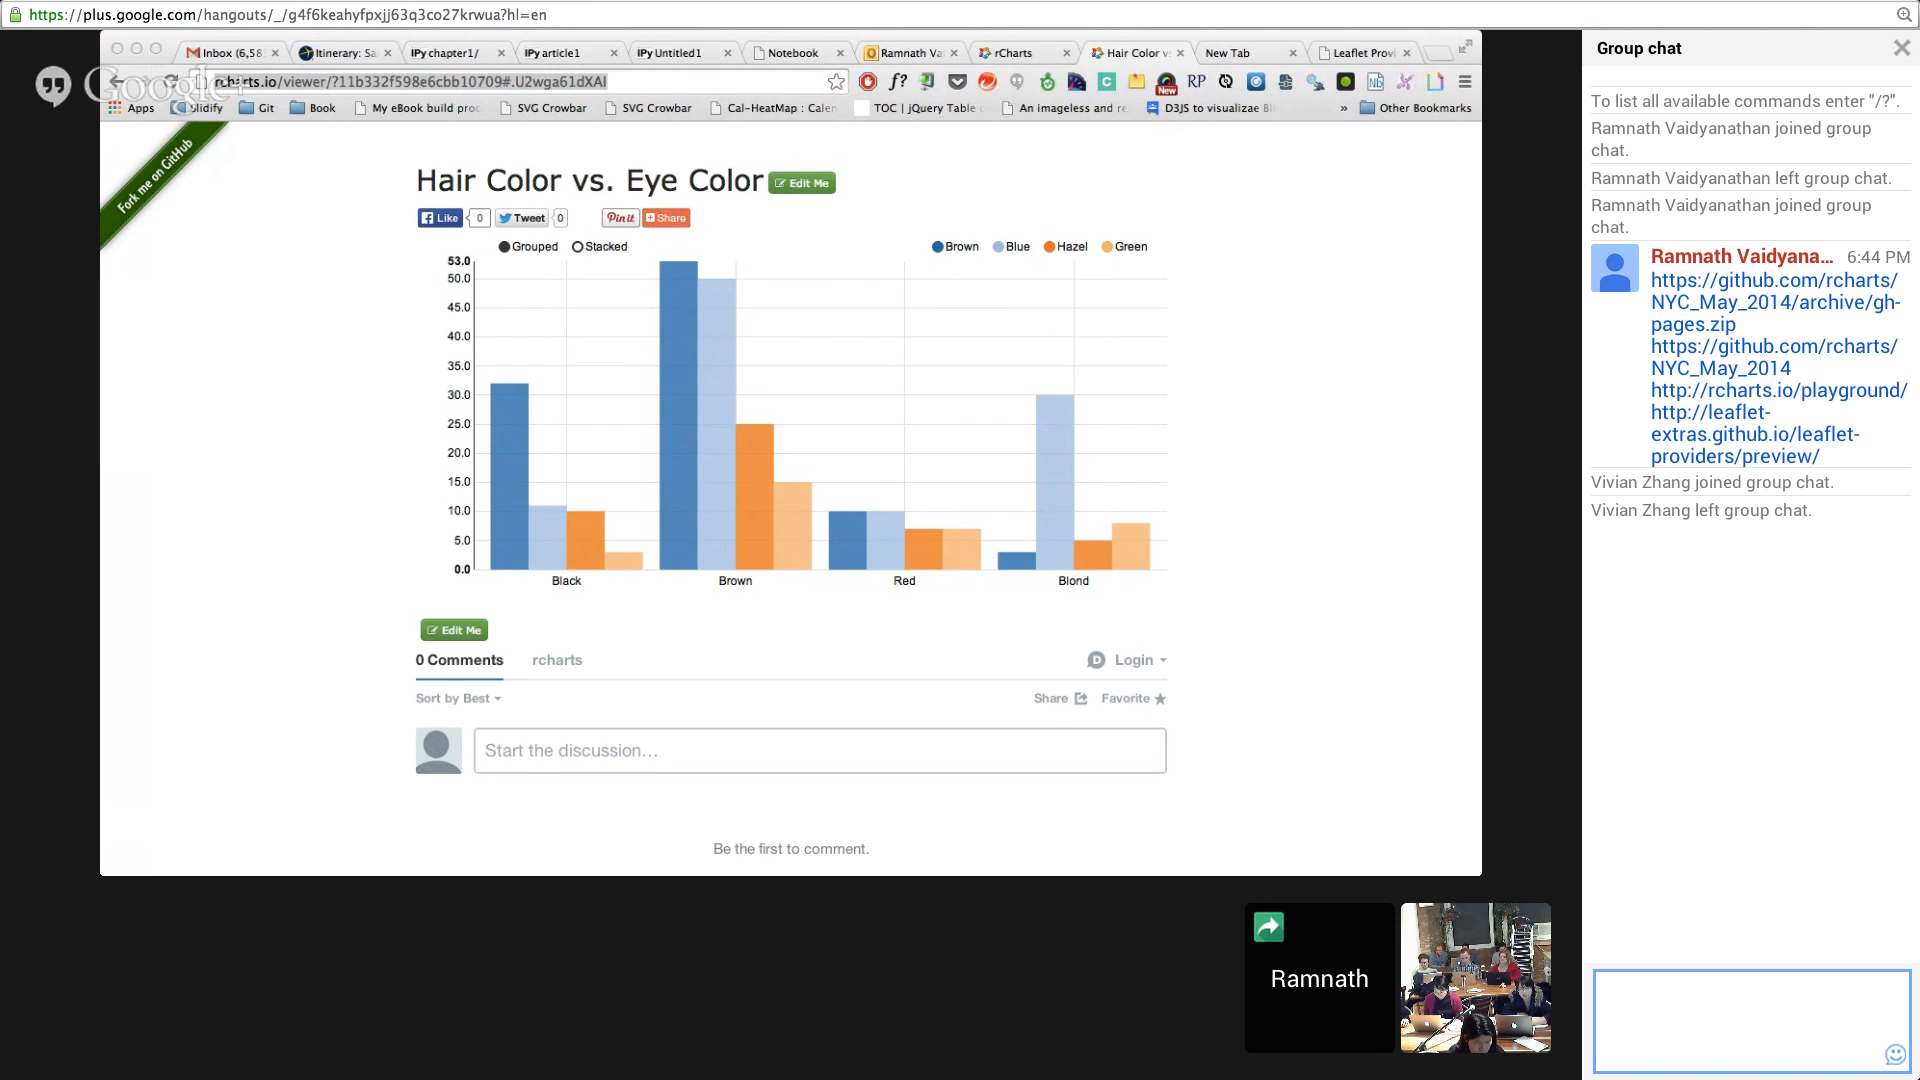 https://plus.google.com/hangouts/_/g4f6keahyfpxjj63q3co27krwua?hl=en
Inbox (6,58
Itinerary: Sa
IPy chapter1/
IPy article1
IPy Untitled1
Notebook
Ramnath Va
rCharts
Hair Color v
New Tab
Leaflet Provi
Google+
rcharts.io/viewer/?11b332f598e6cbb10709#.U2wga61dXAI
Apps
Slidify
Git
Book
My eBook build proc
SVG Crowbar
SVG Crowbar
Cal-HeatMap : Calen
TOC | jQuery Table
An imageless and re
D3JS to visualizae Bi
» Other Bookmarks
Fork me on GitHub
Hair Color vs. Eye Color Edit Me
Like 0 Tweet 0 Pin it Share
Grouped Stacked Brown Blue Hazel Green
53.0
50.0
45.0
40.0
35.0
30.0
25.0
20.0
15.0
10.0
5.0
0.0
Black Brown Red Blond
Edit Me
0 Comments rcharts Login
Sort by Best Share Favorite
Start the discussion…
Be the first to comment.
Ramnath
Group chat
To list all available commands enter "/?".
Ramnath Vaidyanathan joined group
chat.
Ramnath Vaidyanathan left group chat.
Ramnath Vaidyanathan joined group
chat.
Ramnath Vaidyana... 6:44 PM
https://github.com/rcharts/
NYC_May_2014/archive/gh-
pages.zip
https://github.com/rcharts/
NYC_May_2014
http://rcharts.io/playground/
http://leaflet-
extras.github.io/leaflet-
providers/preview/
Vivian Zhang joined group chat.
Vivian Zhang left group chat.